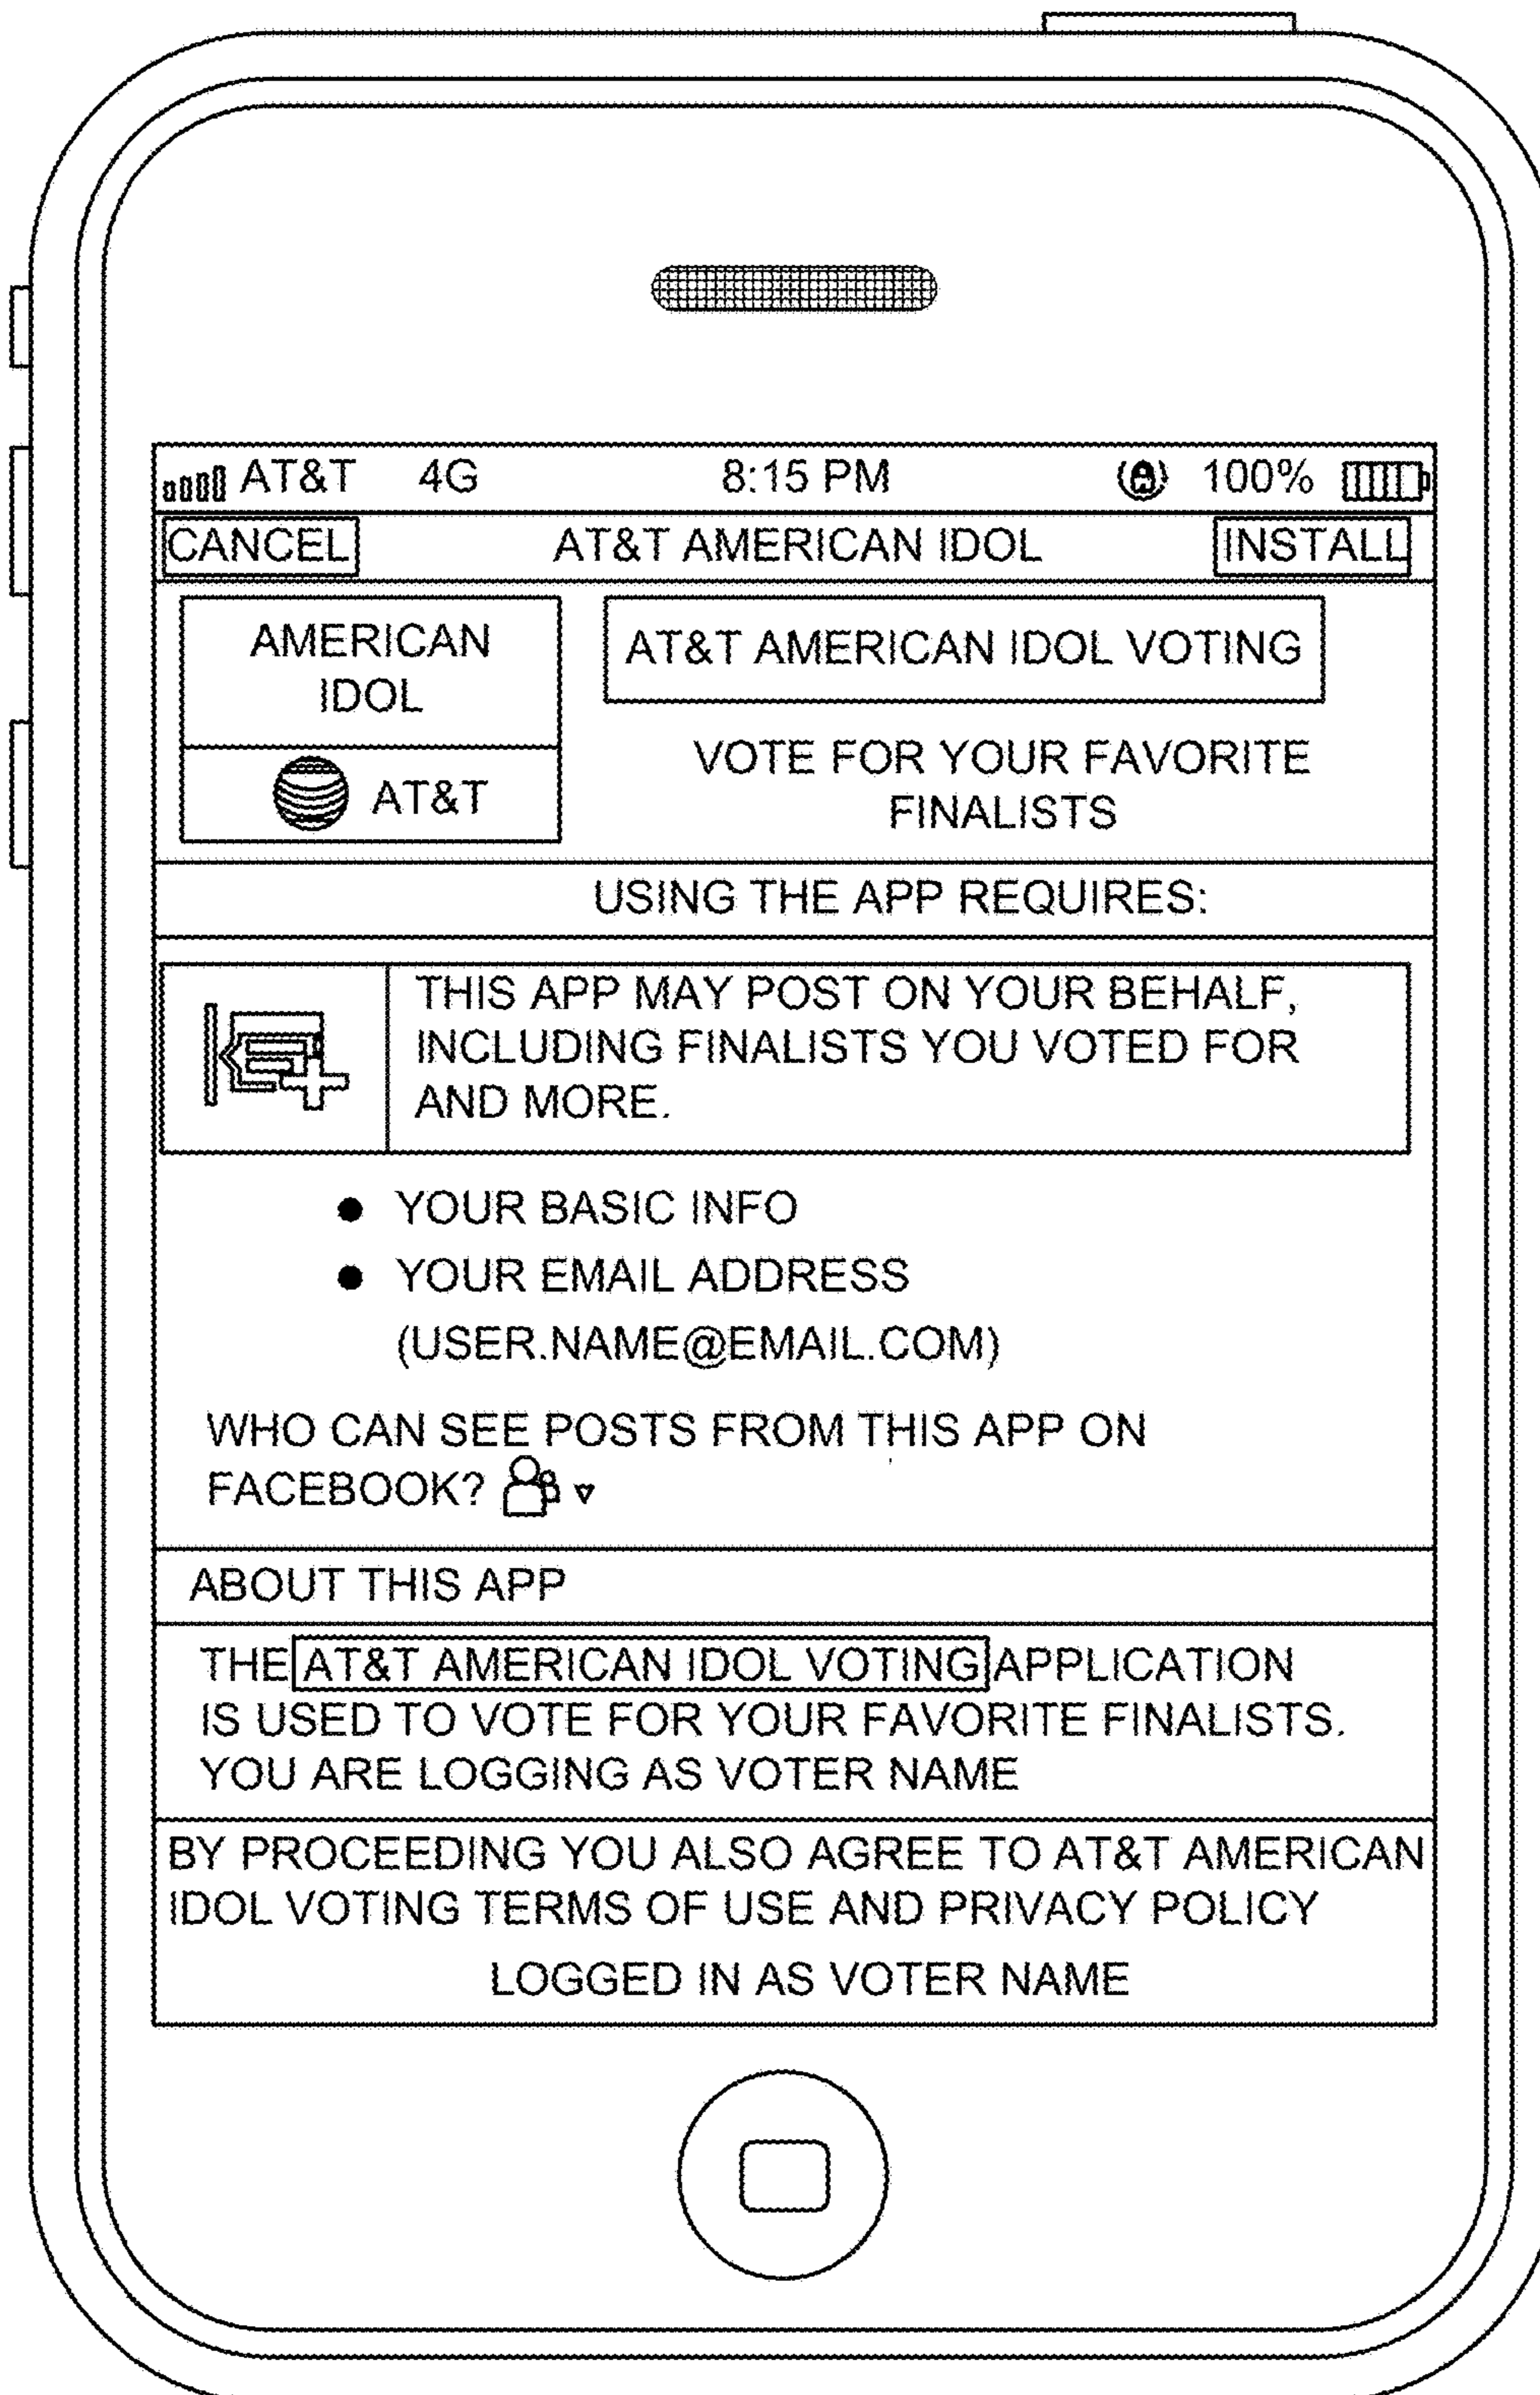 AT&T 4G 8:15 PM 100%
CANCEL AT&T AMERICAN IDOL INSTALL
AMERICAN
IDOL
AT&T
AT&T AMERICAN IDOL VOTING
VOTE FOR YOUR FAVORITE
FINALISTS
USING THE APP REQUIRES:
THIS APP MAY POST ON YOUR BEHALF,
INCLUDING FINALISTS YOU VOTED FOR
AND MORE.
● YOUR BASIC INFO
● YOUR EMAIL ADDRESS
(USER.NAME@EMAIL.COM)
WHO CAN SEE POSTS FROM THIS APP ON
FACEBOOK?
ABOUT THIS APP
THE AT&T AMERICAN IDOL VOTING APPLICATION
IS USED TO VOTE FOR YOUR FAVORITE FINALISTS.
YOU ARE LOGGING AS VOTER NAME
BY PROCEEDING YOU ALSO AGREE TO AT&T AMERICAN
IDOL VOTING TERMS OF USE AND PRIVACY POLICY
LOGGED IN AS VOTER NAME